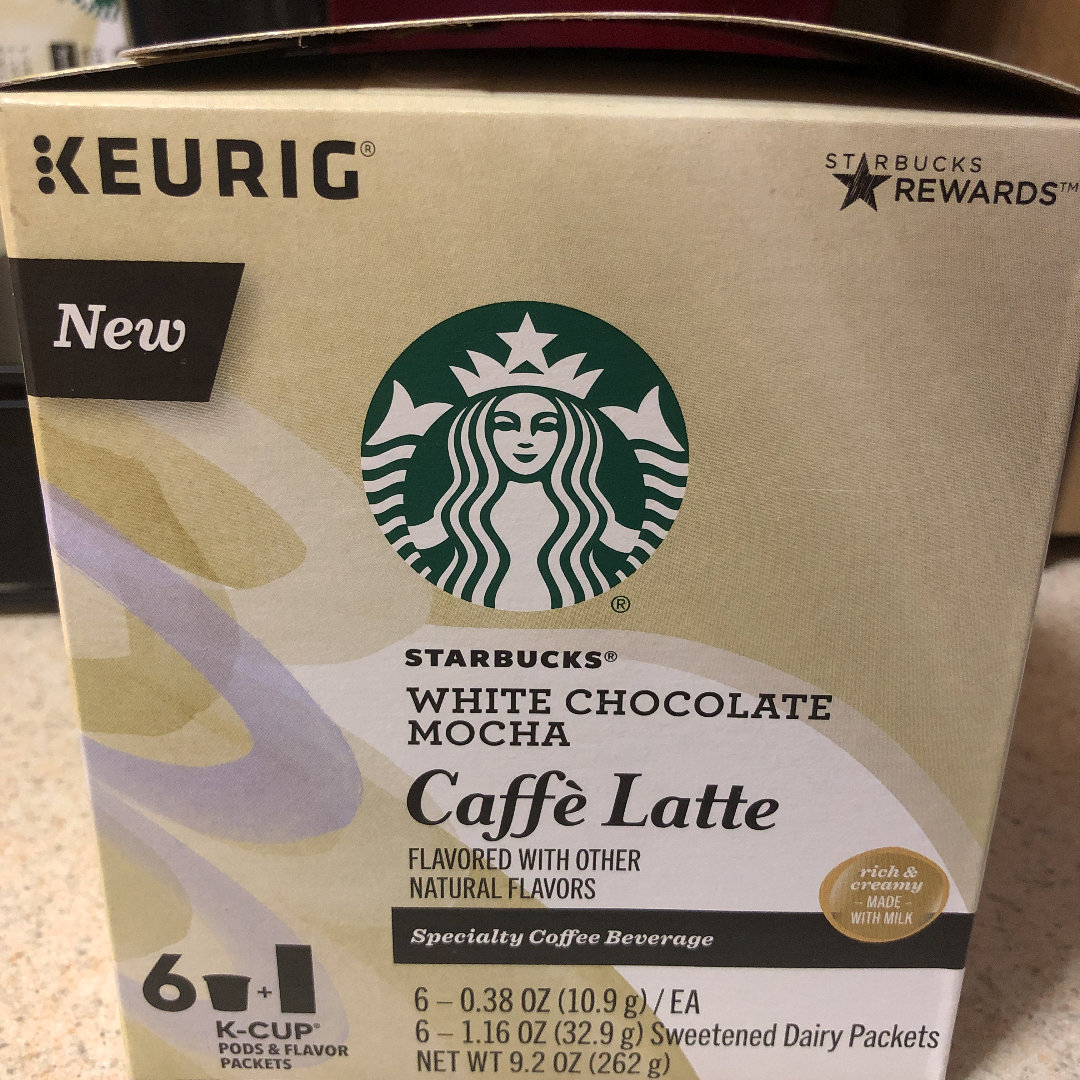 KEURIG®
STARBUCKS
REWARDS™
New
®
STARBUCKS®
WHITE CHOCOLATE
MOCHA
Caffè Latte
FLAVORED WITH OTHER
NATURAL FLAVORS
rich &
creamy
– MADE –
WITH MILK
Specialty Coffee Beverage
6 +
K-CUP®
PODS & FLAVOR
PACKETS
6 – 0.38 OZ (10.9 g) / EA
6 – 1.16 OZ (32.9 g) Sweetened Dairy Packets
NET WT 9.2 OZ (262 g)